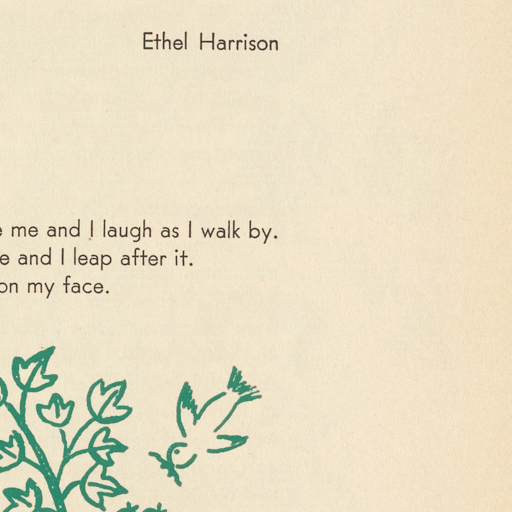 Ethel Harrison
me and I laugh as I walk by.
and I leap after it.
on my face.